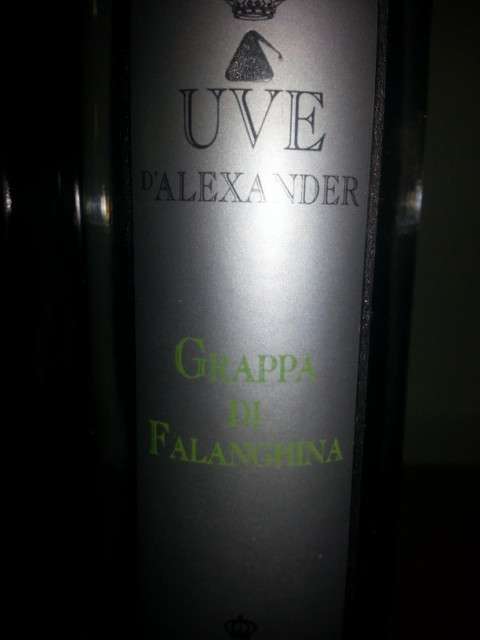 UVE
D'ALEXANDER
GRAPPA
DI
FALANGHINA